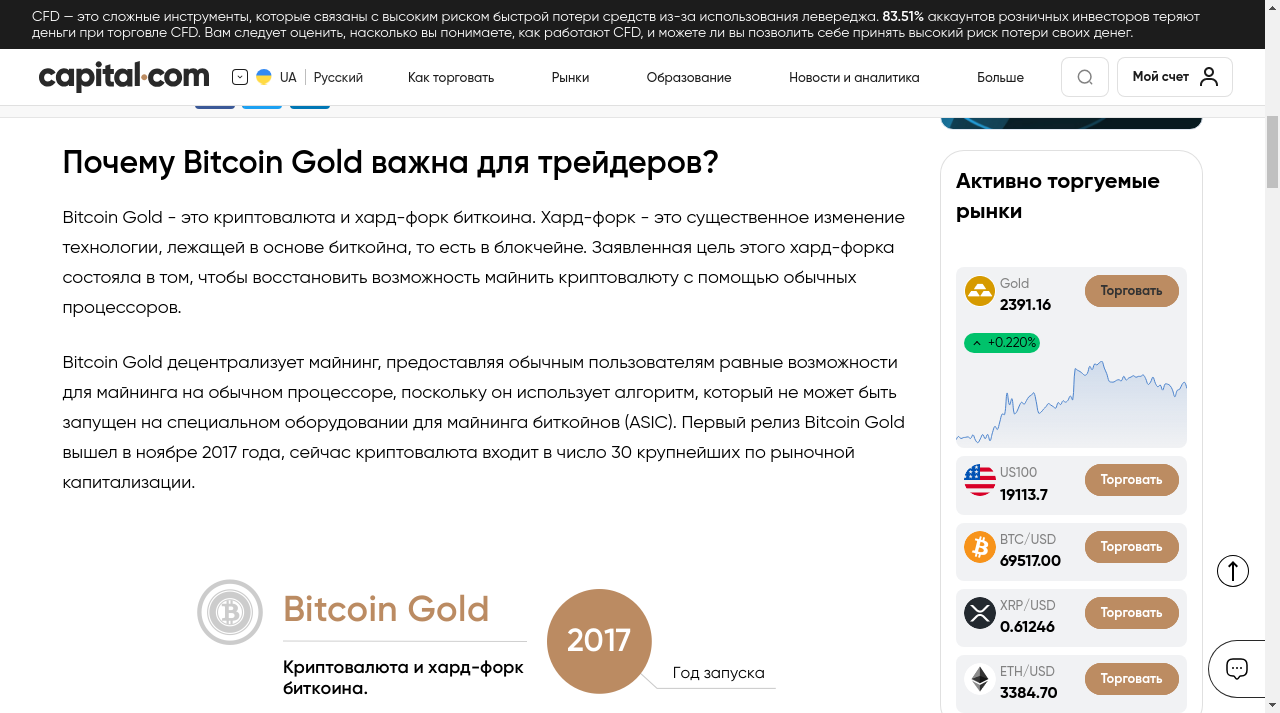 CFD — это сложные инструменты, которые связаны с высоким риском быстрой потери средств из-за использования левереджа. 83.51% аккаунтов розничных инвесторов теряют
деньги при торговле CFD. Вам следует оценить, насколько вы понимаете, как работают CFD, и можете ли вы позволить себе принять высокий риск потери своих денег.
capital.com
UA | Русский
Как торговать
Рынки
Образование
Новости и аналитика
Больше
Мой счет
Почему Bitcoin Gold важна для трейдеров?
Bitcoin Gold - это криптовалюта и хард-форк биткоина. Хард-форк - это существенное изменение
технологии, лежащей в основе биткойна, то есть в блокчейне. Заявленная цель этого хард-форка
состояла в том, чтобы восстановить возможность майнить криптовалюту с помощью обычных
процессоров.
Bitcoin Gold децентрализует майнинг, предоставляя обычным пользователям равные возможности
для майнинга на обычном процессоре, поскольку он использует алгоритм, который не может быть
запущен на специальном оборудовании для майнинга биткойнов (ASIC). Первый релиз Bitcoin Gold
вышел в ноябре 2017 года, сейчас криптовалюта входит в число 30 крупнейших по рыночной
капитализации.
Bitcoin Gold
Криптовалюта и хард-форк
биткоина.
2017
Год запуска
Активно торгуемые
рынки
Gold
2391.16
Торговать
+0.220%
US100
19113.7
Торговать
BTC/USD
69517.00
Торговать
XRP/USD
0.61246
Торговать
ETH/USD
3384.70
Торговать